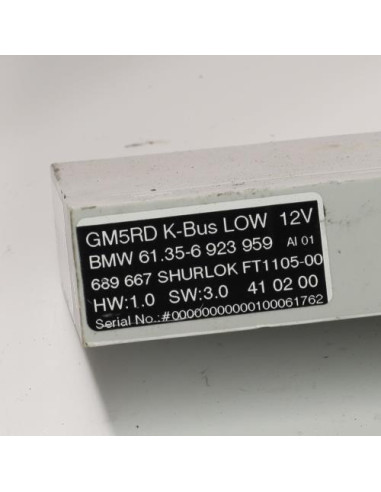 GM5RD K-Bus LOW 12V
BMW 61.35-6 923 959 AI 01
689 667 SHURLOK FT1105-00
HW:1.0 SW:3.0 41 02 00
Serial No.:#00000000000100061762